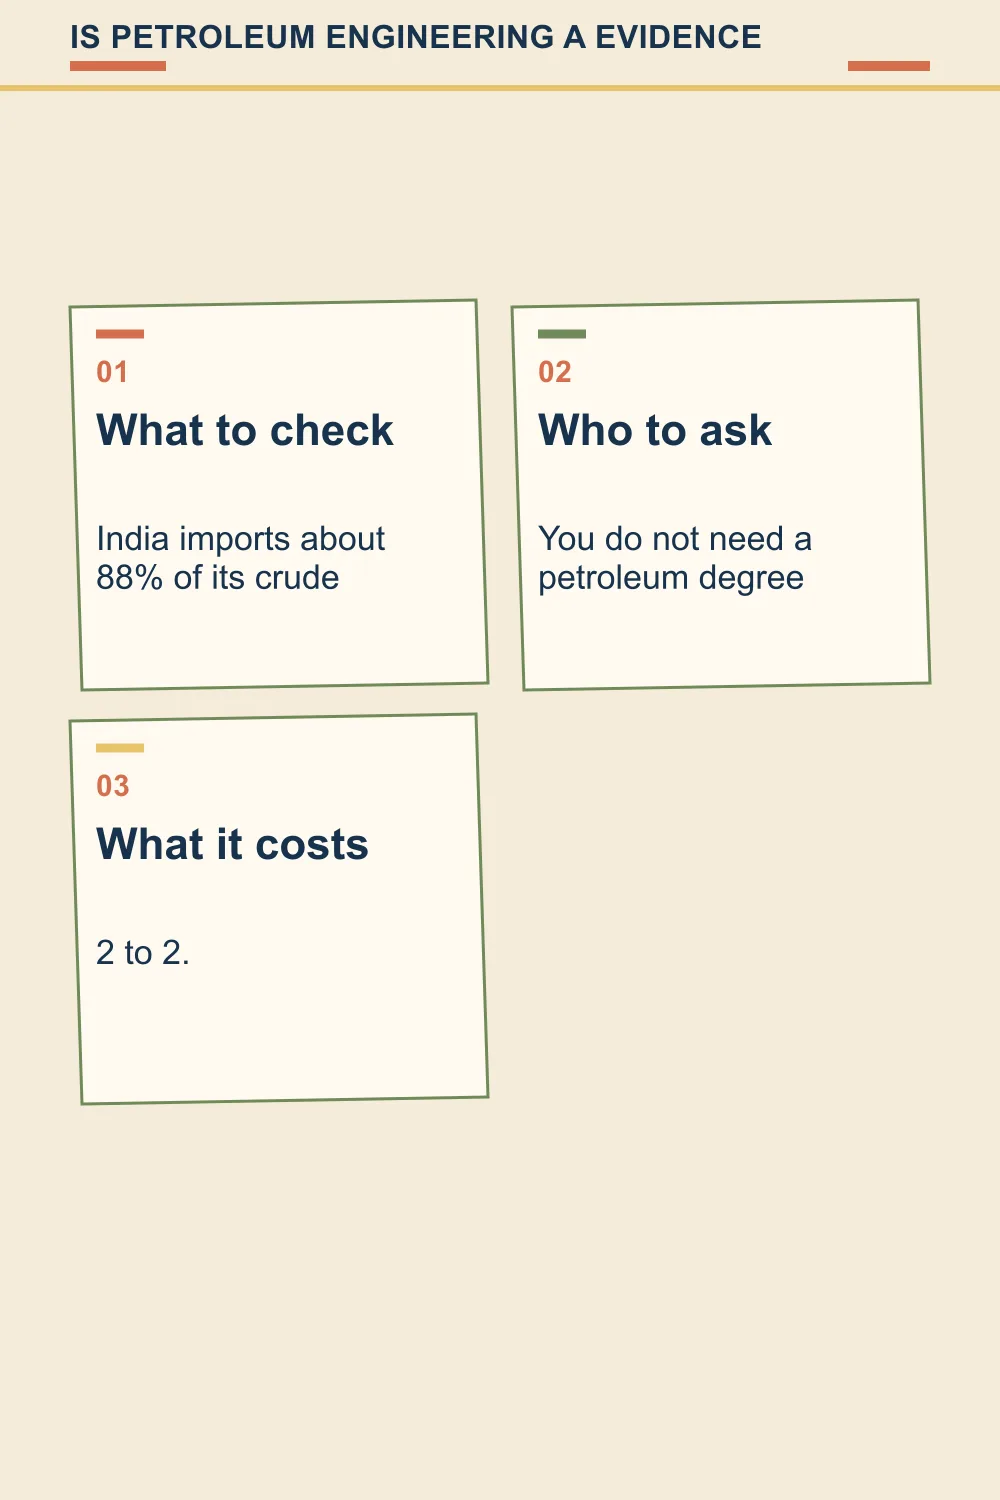 IS PETROLEUM ENGINEERING A EVIDENCE
01
What to check
India imports about
88% of its crude
02
Who to ask
You do not need a
petroleum degree
03
What it costs
2 to 2.